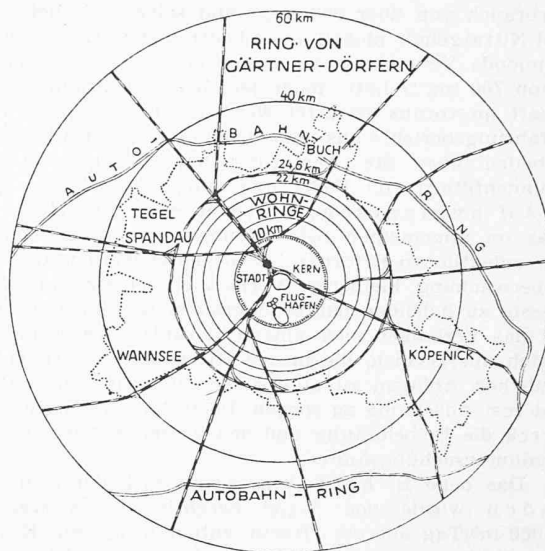 60 km
RING VON
GÄRTNER-DÖRFERN
40 km
AUTO-BAHN-RING
BUCH
24,6 km
22 km
WOHN-
RINGE
10 km
TEGEL
SPANDAU
STADT-KERN
FLUG-
HAFEN
WANNSEE
KÖPENICK
AUTOBAHN-RING